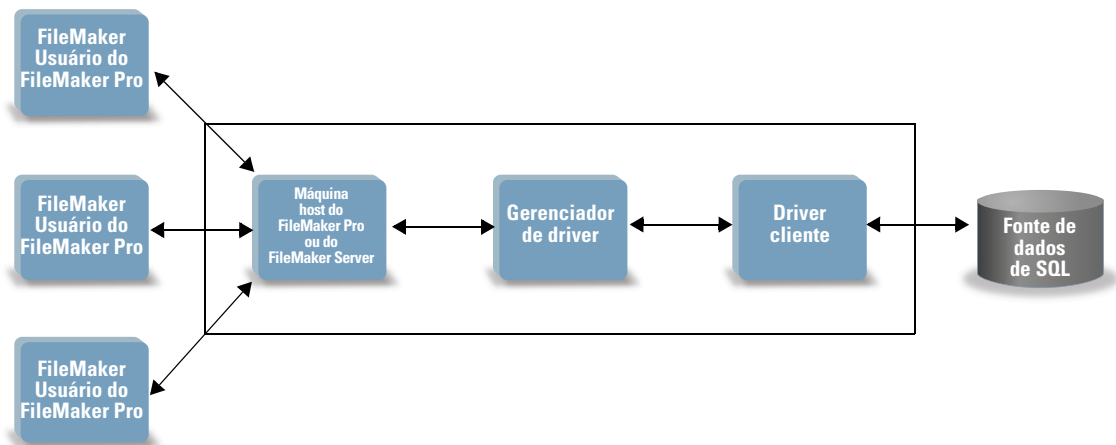 FileMaker
Usuário do
FileMaker Pro
FileMaker
Usuário do
FileMaker Pro
Máquina
host do
FileMaker Pro
ou do
FileMaker Server
Gerenciador
de driver
Driver
cliente
Fonte de
dados
de SQL
FileMaker
Usuário do
FileMaker Pro